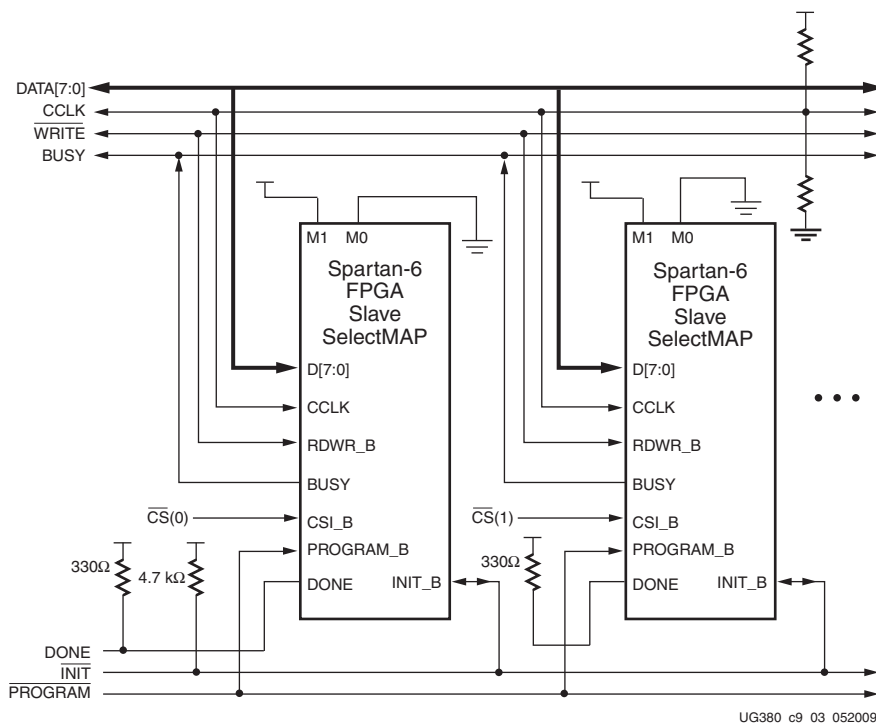 DATA[7:0]
CCLK
WRITE
BUSY
M1 M0
Spartan-6
FPGA
Slave
SelectMAP
D[7:0]
CCLK
RDWR_B
BUSY
CS(0)
CSI_B
PROGRAM_B
DONE INIT_B
M1 M0
Spartan-6
FPGA
Slave
SelectMAP
D[7:0]
CCLK
RDWR_B
BUSY
CS(1)
CSI_B
PROGRAM_B
DONE INIT_B
330Ω
4.7 kΩ
330Ω
DONE
INIT
PROGRAM
UG380_c9_03_052009